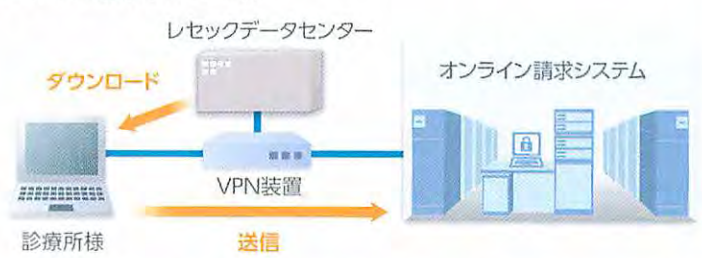 レセックデータセンター
ダウンロード
オンライン請求システム
VPN装置
診療所様
送信